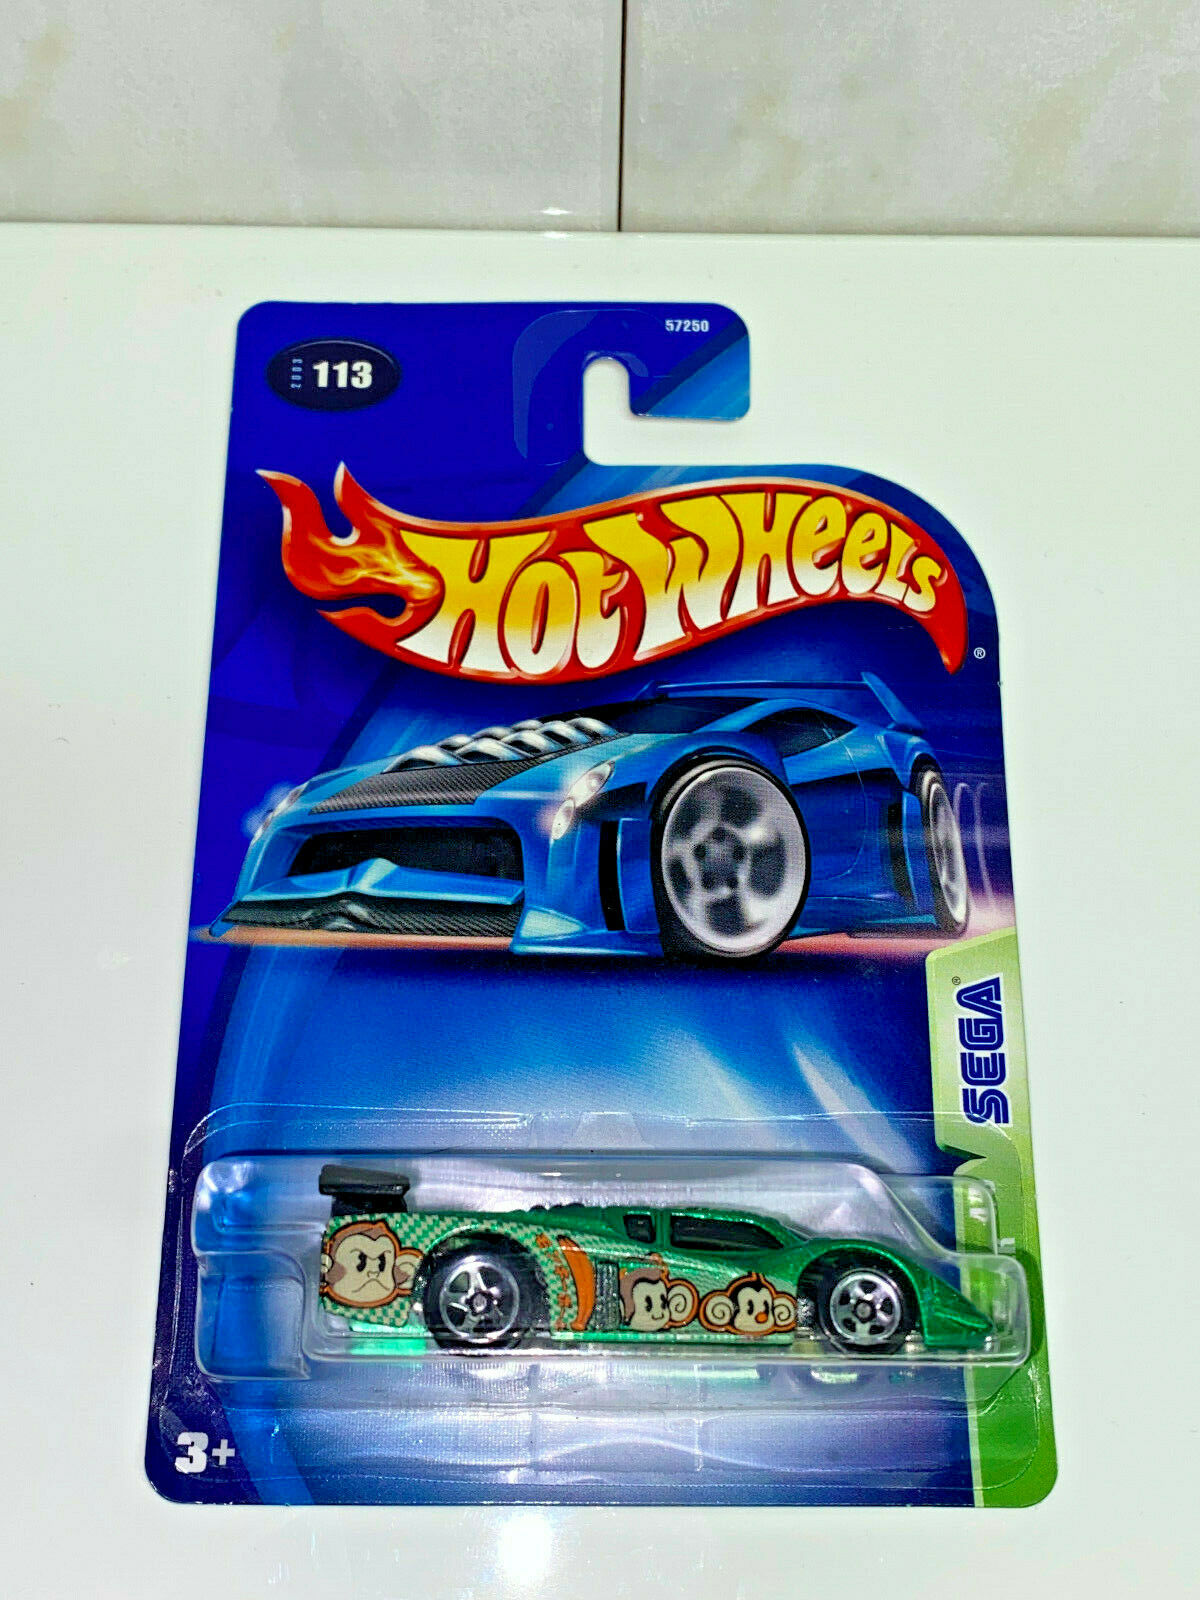 57250
2003 113
HOT WHEELS
®
SEGA®
3+